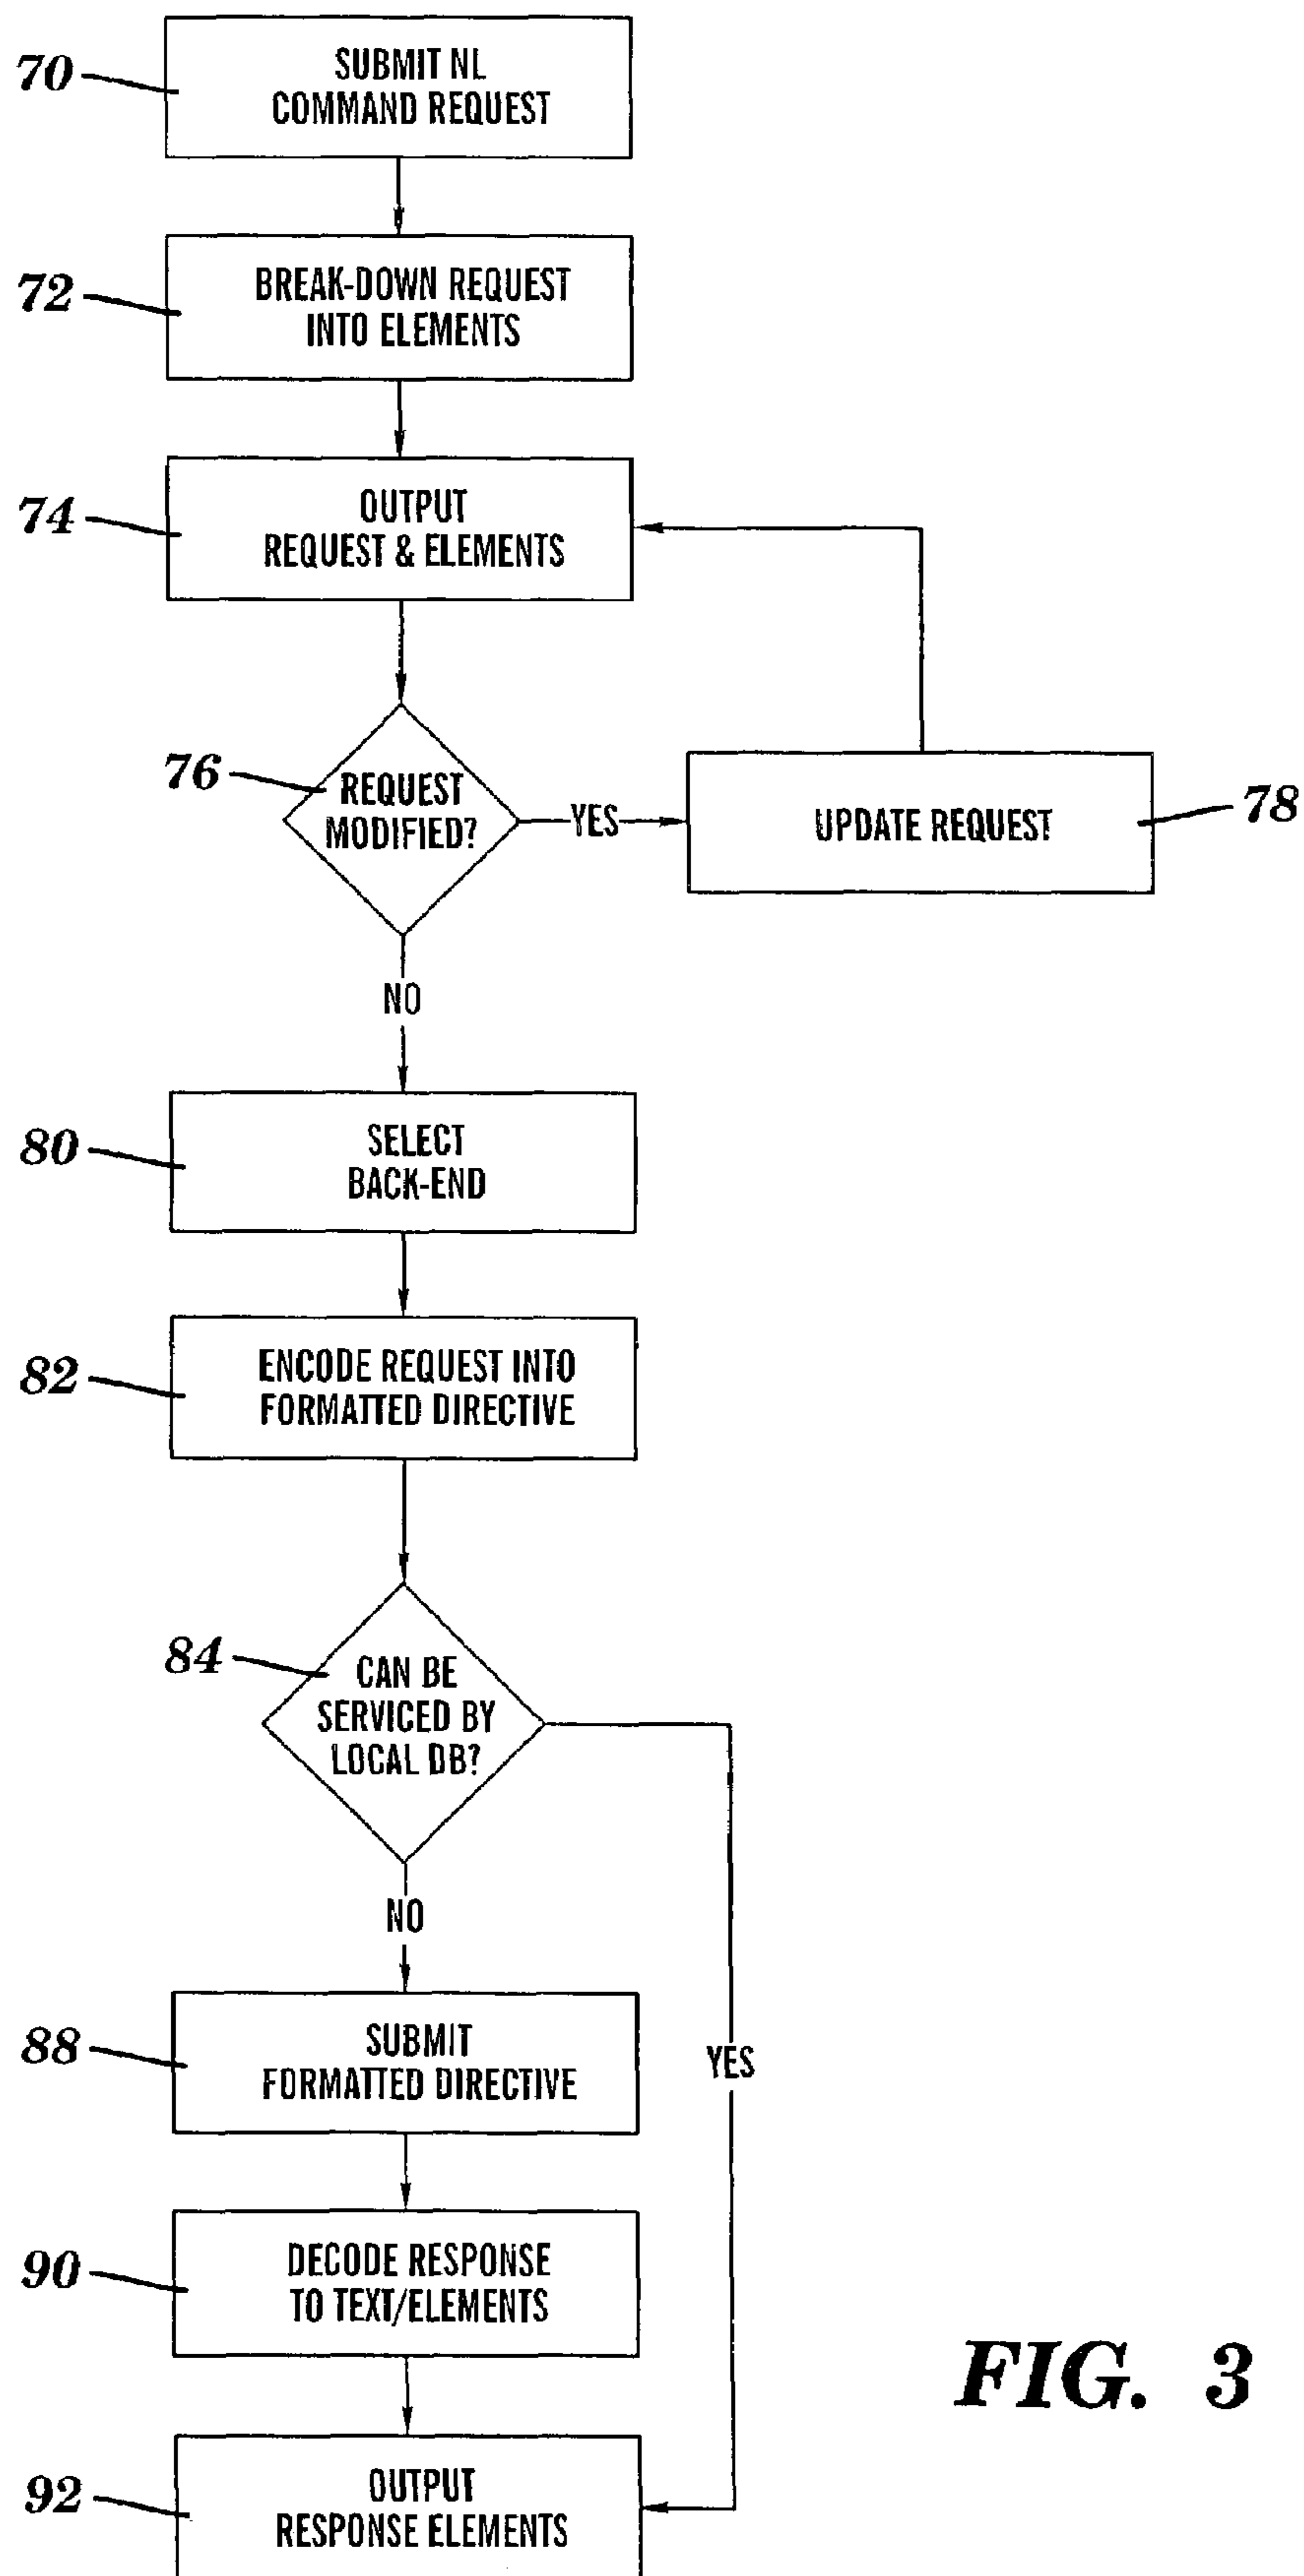 70
SUBMIT NL
COMMAND REQUEST
72
BREAK-DOWN REQUEST
INTO ELEMENTS
74
OUTPUT
REQUEST & ELEMENTS
76
REQUEST
MODIFIED?
YES
UPDATE REQUEST
78
NO
80
SELECT
BACK-END
82
ENCODE REQUEST INTO
FORMATTED DIRECTIVE
84
CAN BE
SERVICED BY
LOCAL DB?
NO
YES
88
SUBMIT
FORMATTED DIRECTIVE
90
DECODE RESPONSE
TO TEXT/ELEMENTS
92
OUTPUT
RESPONSE ELEMENTS
FIG. 3